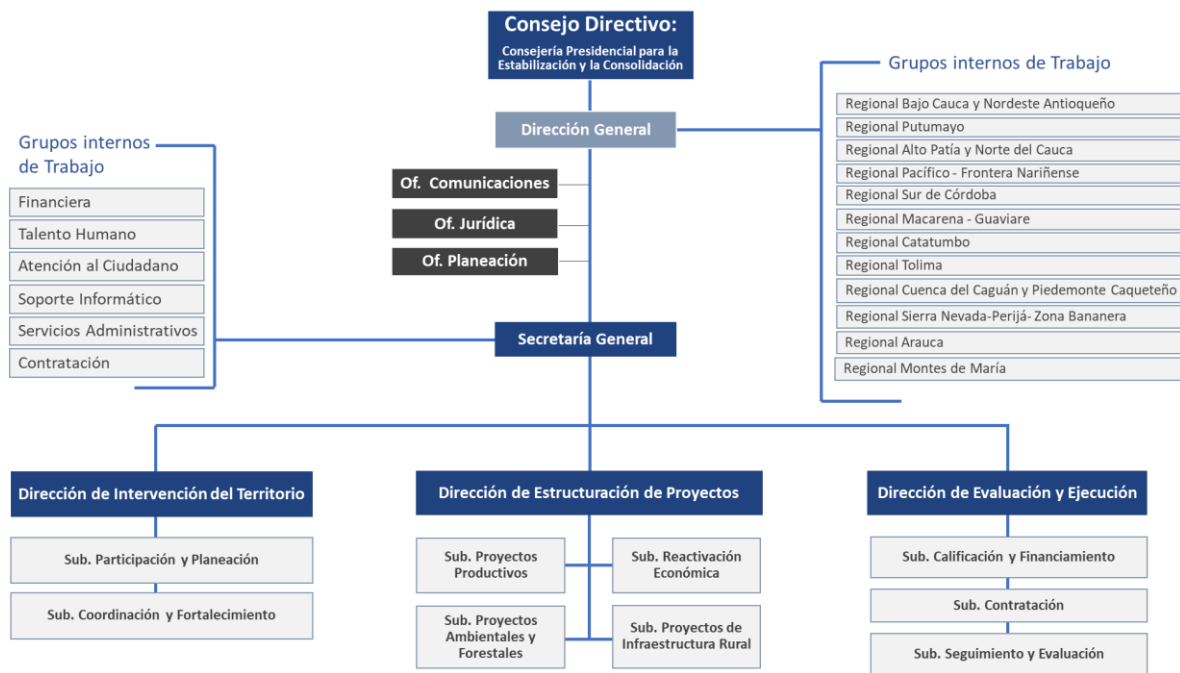 Consejo Directivo:
Consejería Presidencial para la
Estabilización y la Consolidación
Dirección General
Grupos internos de Trabajo
Regional Bajo Cauca y Nordeste Antioqueño
Regional Putumayo
Regional Alto Patía y Norte del Cauca
Regional Pacífico - Frontera Nariñense
Regional Sur de Córdoba
Regional Macarena - Guaviare
Regional Catatumbo
Regional Tolima
Regional Cuenca del Caguán y Piedemonte Caqueteño
Regional Sierra Nevada-Perijá- Zona Bananera
Regional Arauca
Regional Montes de María
Of. Comunicaciones
Of. Jurídica
Of. Planeación
Grupos internos
de Trabajo
Financiera
Talento Humano
Atención al Ciudadano
Soporte Informático
Servicios Administrativos
Contratación
Secretaría General
Dirección de Intervención del Territorio
Sub. Participación y Planeación
Sub. Coordinación y Fortalecimiento
Dirección de Estructuración de Proyectos
Sub. Proyectos
Productivos
Sub. Reactivación
Económica
Sub. Proyectos
Ambientales y
Forestales
Sub. Proyectos de
Infraestructura Rural
Dirección de Evaluación y Ejecución
Sub. Calificación y Financiamiento
Sub. Contratación
Sub. Seguimiento y Evaluación